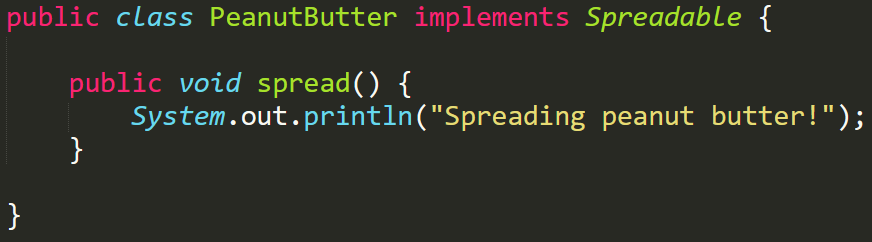 public class PeanutButter implements Spreadable {
public void spread() {
System.out.println("Spreading peanut butter!");
}
}